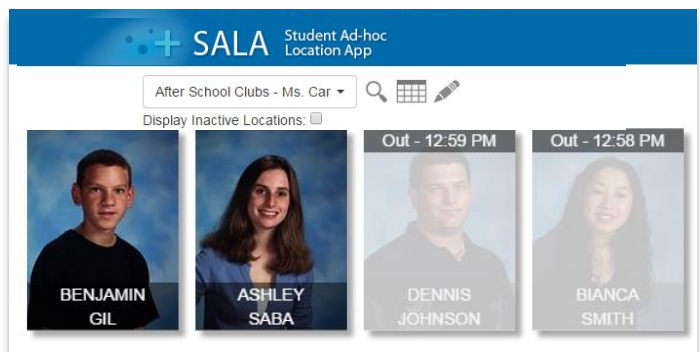 SALA Student Ad-hoc
Location App
After School Clubs - Ms. Car
Display Inactive Locations:
Out - 12:59 PM
Out - 12:58 PM
BENJAMIN
GIL
ASHLEY
SABA
DENNIS
JOHNSON
BIANCA
SMITH